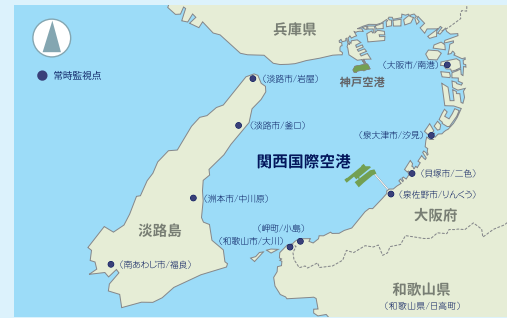 兵庫県
(大阪市/南港)
常時監視点
(淡路市/岩屋)
神戸空港
(淡路市/釜口)
(泉大津市/汐見)
関西国際空港
(貝塚市/二色)
(洲本市/中川原)
(泉佐野市/りんくう)
大阪府
淡路島
(岬町/小島)
(和歌山市/大川)
(南あわじ市/福良)
和歌山県
(和歌山県/日高町)